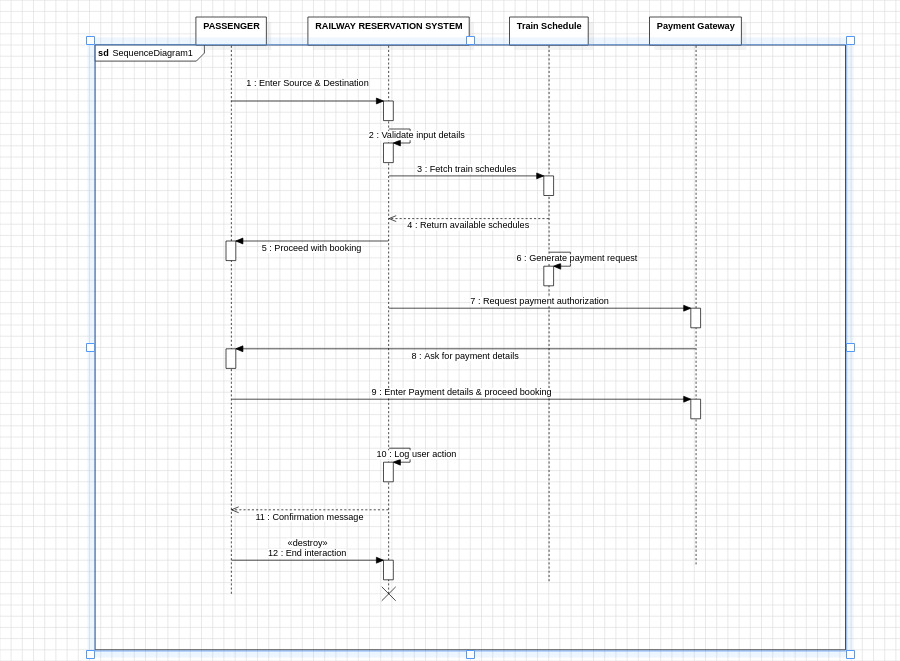 PASSENGER
RAILWAY RESERVATION SYSTEM
Train Schedule
Payment Gateway
sd SequenceDiagram1
1 : Enter Source & Destination
2 : Validate input details
3 : Fetch train schedules
4 : Return available schedules
5 : Proceed with booking
6 : Generate payment request
7 : Request payment authorization
8 : Ask for payment details
9 : Enter Payment details & proceed booking
10 : Log user action
11 : Confirmation message
«destroy»
12 : End interaction